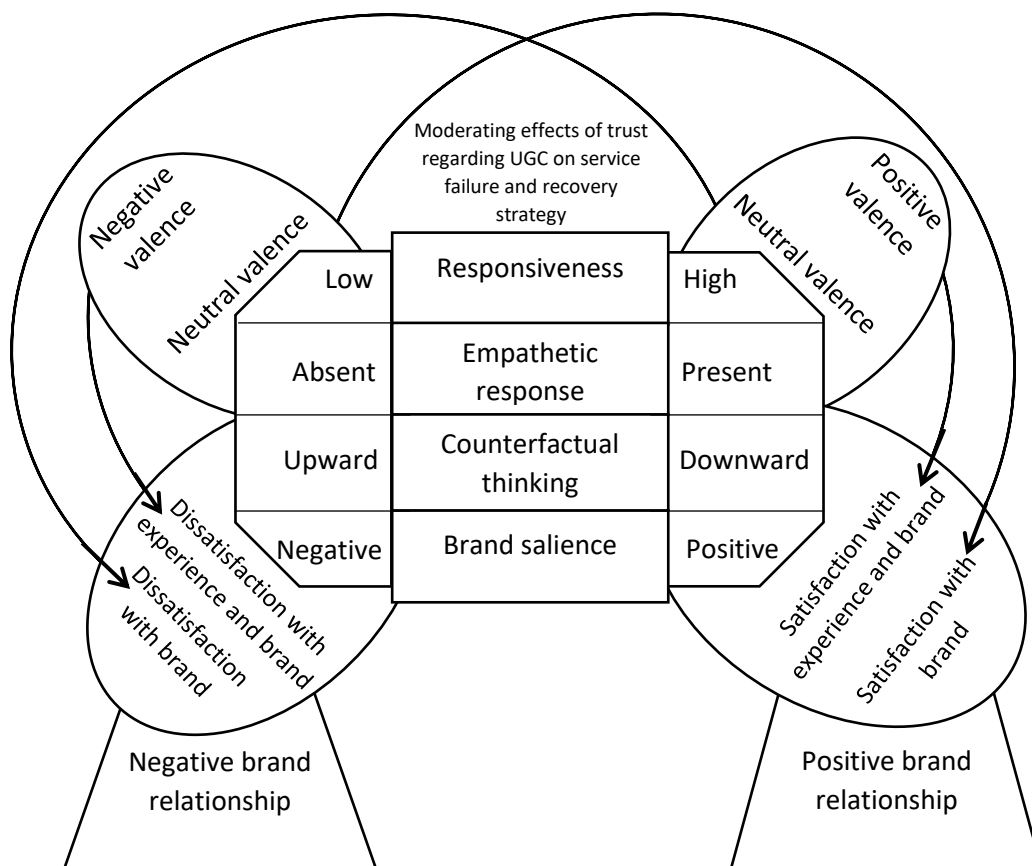 Moderating effects of trust
regarding UGC on service
failure and recovery
strategy
Negative
valence
Neutral valence
Positive
valence
Neutral valence
Low
Responsiveness
High
Absent
Empathetic
response
Present
Upward
Counterfactual
thinking
Downward
Negative
Brand salience
Positive
Dissatisfaction with
experience and brand
Dissatisfaction
with brand
Satisfaction with
experience and brand
Satisfaction with
brand
Negative brand
relationship
Positive brand
relationship